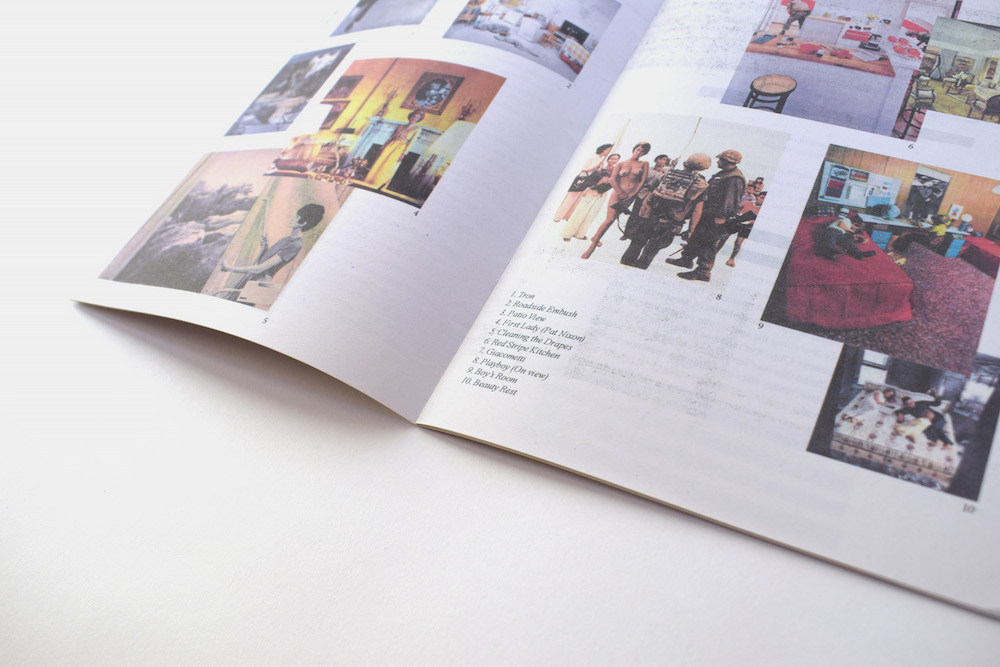 3
4
5
6
8
9
10
1. Tron
2. Roadside Embush
3. Patio View
4. First Lady (Pat Nixon)
5. Cleaning the Drapes
6. Red Stripe Kitchen
7. Giacometti
8. Playboy (On view)
9. Boy's Room
10. Beauty Rest